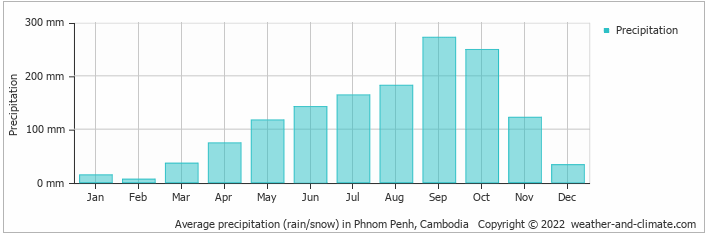 300 mm
Precipitation
200 mm
Precipitation
100 mm
0 mm
Jan Feb Mar Apr May Jun Jul Aug Sep Oct Nov Dec
Average precipitation (rain/snow) in Phnom Penh, Cambodia Copyright © 2022 weather-and-climate.com